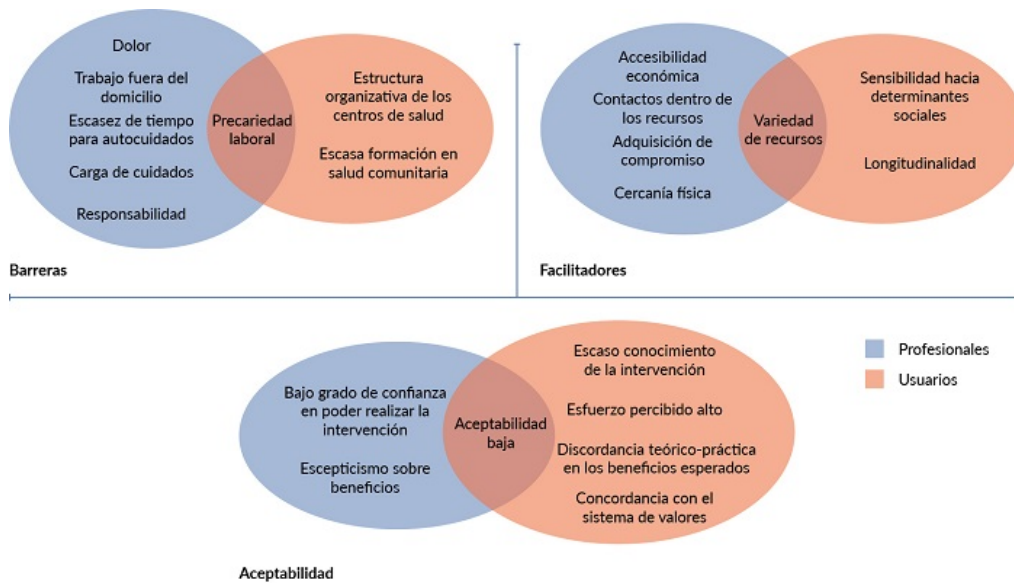 Dolor
Trabajo fuera del
domicilio
Escasez de tiempo
para autocuidados
Carga de cuidados
Responsabilidad
Precariedad
laboral
Estructura
organizativa de los
centros de salud
Escasa formación en
salud comunitaria
Barreras
Accesibilidad
económica
Contactos dentro de
los recursos
Adquisición de
compromiso
Cercanía física
Variedad
de recursos
Sensibilidad hacia
determinantes
sociales
Longitudinalidad
Facilitadores
Bajo grado de confianza
en poder realizar la
intervención
Escepticismo sobre
beneficios
Aceptabilidad
baja
Escaso conocimiento
de la intervención
Esfuerzo percibido alto
Discordancia teórico-práctica
en los beneficios esperados
Concordancia con el
sistema de valores
Profesionales
Usuarios
Aceptabilidad